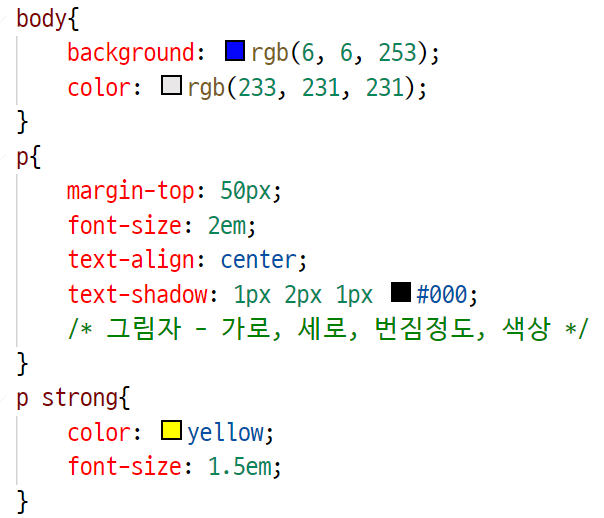 body{
background: rgb(6, 6, 253);
color: rgb(233, 231, 231);
}
p{
margin-top: 50px;
font-size: 2em;
text-align: center;
text-shadow: 1px 2px 1px #000;
/* 그림자 - 가로, 세로, 번짐정도, 색상 */
}
p strong{
color: yellow;
font-size: 1.5em;
}